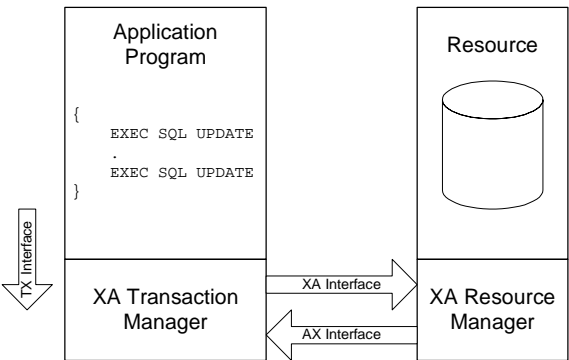 Application
Program
{
EXEC SQL UPDATE
.
EXEC SQL UPDATE
}
Resource
TX Interface
XA Transaction
Manager
XA Interface
AX Interface
XA Resource
Manager